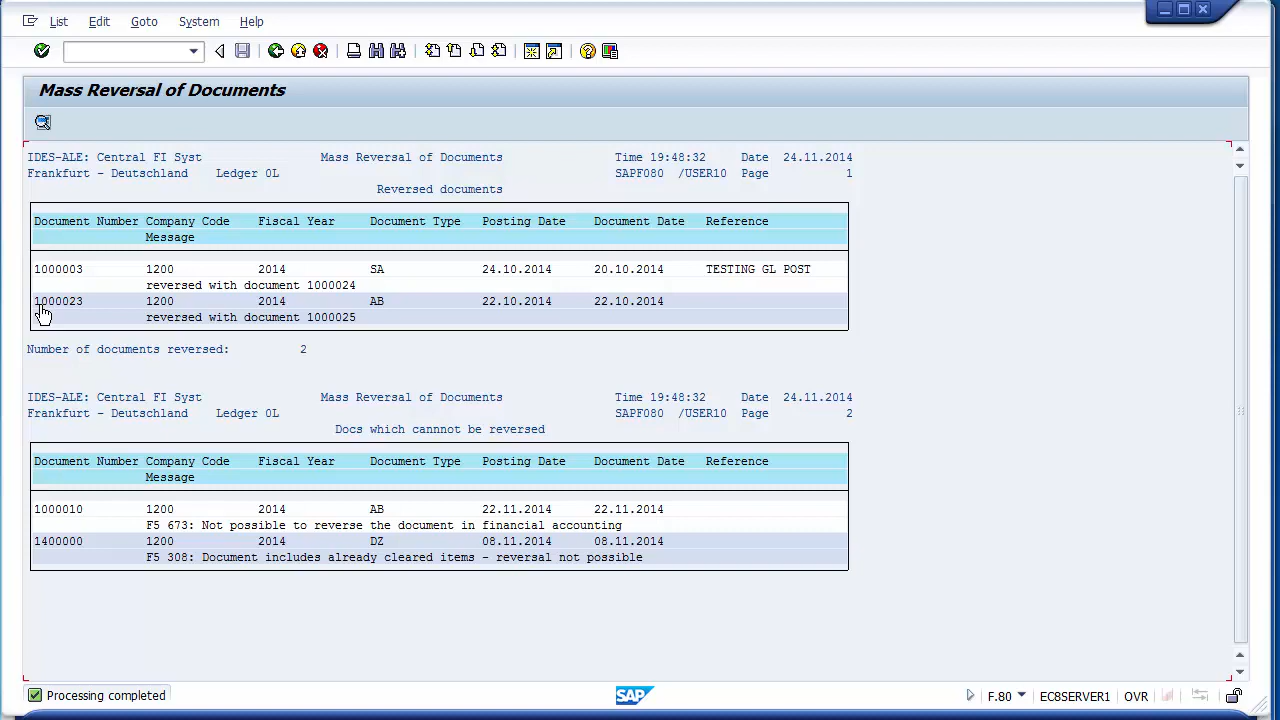 List Edit Goto System Help
Mass Reversal of Documents
IDES-ALE: Central FI Syst Mass Reversal of Documents Time 19:48:32 Date 24.11.2014
Frankfurt - Deutschland Ledger 0L SAPF080 /USER10 Page 1
Reversed documents
Document Number Company Code Fiscal Year Document Type Posting Date Document Date Reference
Message
1000003 1200 2014 SA 24.10.2014 20.10.2014 TESTING GL POST
reversed with document 1000024
1000023 1200 2014 AB 22.10.2014 22.10.2014
reversed with document 1000025
Number of documents reversed: 2
IDES-ALE: Central FI Syst Mass Reversal of Documents Time 19:48:32 Date 24.11.2014
Frankfurt - Deutschland Ledger 0L SAPF080 /USER10 Page 2
Docs which cannnot be reversed
Document Number Company Code Fiscal Year Document Type Posting Date Document Date Reference
Message
1000010 1200 2014 AB 22.11.2014 22.11.2014
F5 673: Not possible to reverse the document in financial accounting
1400000 1200 2014 DZ 08.11.2014 08.11.2014
F5 308: Document includes already cleared items - reversal not possible
Processing completed SAP F.80 EC8SERVER1 OVR